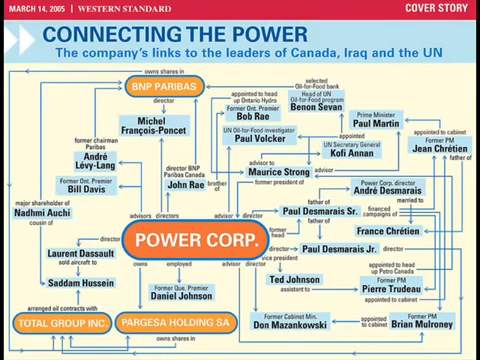 MARCH 14, 2005 | WESTERN STANDARD
COVER STORY
CONNECTING THE POWER
The company's links to the leaders of Canada, Iraq and the UN
owns shares in
BNP PARIBAS
director
Michel
François-Poncet
former chairman
Paribas
André
Lévy-Lang
Former Ont. Premier
Bill Davis
director BNP
Paribas Canada
John Rae
brother of
major shareholder of
Nadhmi Auchi
cousin of
advisors
directors
appointed to head up
Ontario Hydro
Former Ont. Premier
Bob Rae
selected
Oil-for-Food bank
Head of UN
Oil-for-Food program
Benon Sevan
UN Oil-for-Food investigator
Paul Volcker
appointed
UN Secretary General
Kofi Annan
advisor to
Maurice Strong
advisor
former president of
Prime Minister
Paul Martin
appointed to cabinet
Former PM
Jean Chrétien
father of
Power Corp. director
André Desmarais
married to
France Chrétien
advisor
director
Paul Desmarais Sr.
financed
campaigns of
former
head
father of
POWER CORP.
director
Paul Desmarais Jr.
vice
president
Ted Johnson
assistant to
appointed to head
up Petro Canada
Former PM
Pierre Trudeau
appointed to cabinet
director
Laurent Dassault
sold aircraft to
Saddam Hussein
arranged oil contracts with
TOTAL GROUP INC.
owns
employed
Former Que. Premier
Daniel Johnson
PARGESA HOLDING SA
owns shares in
advisor
director
Former Cabinet Min.
Don Mazankowski
appointed
to cabinet
Former PM
Brian Mulroney